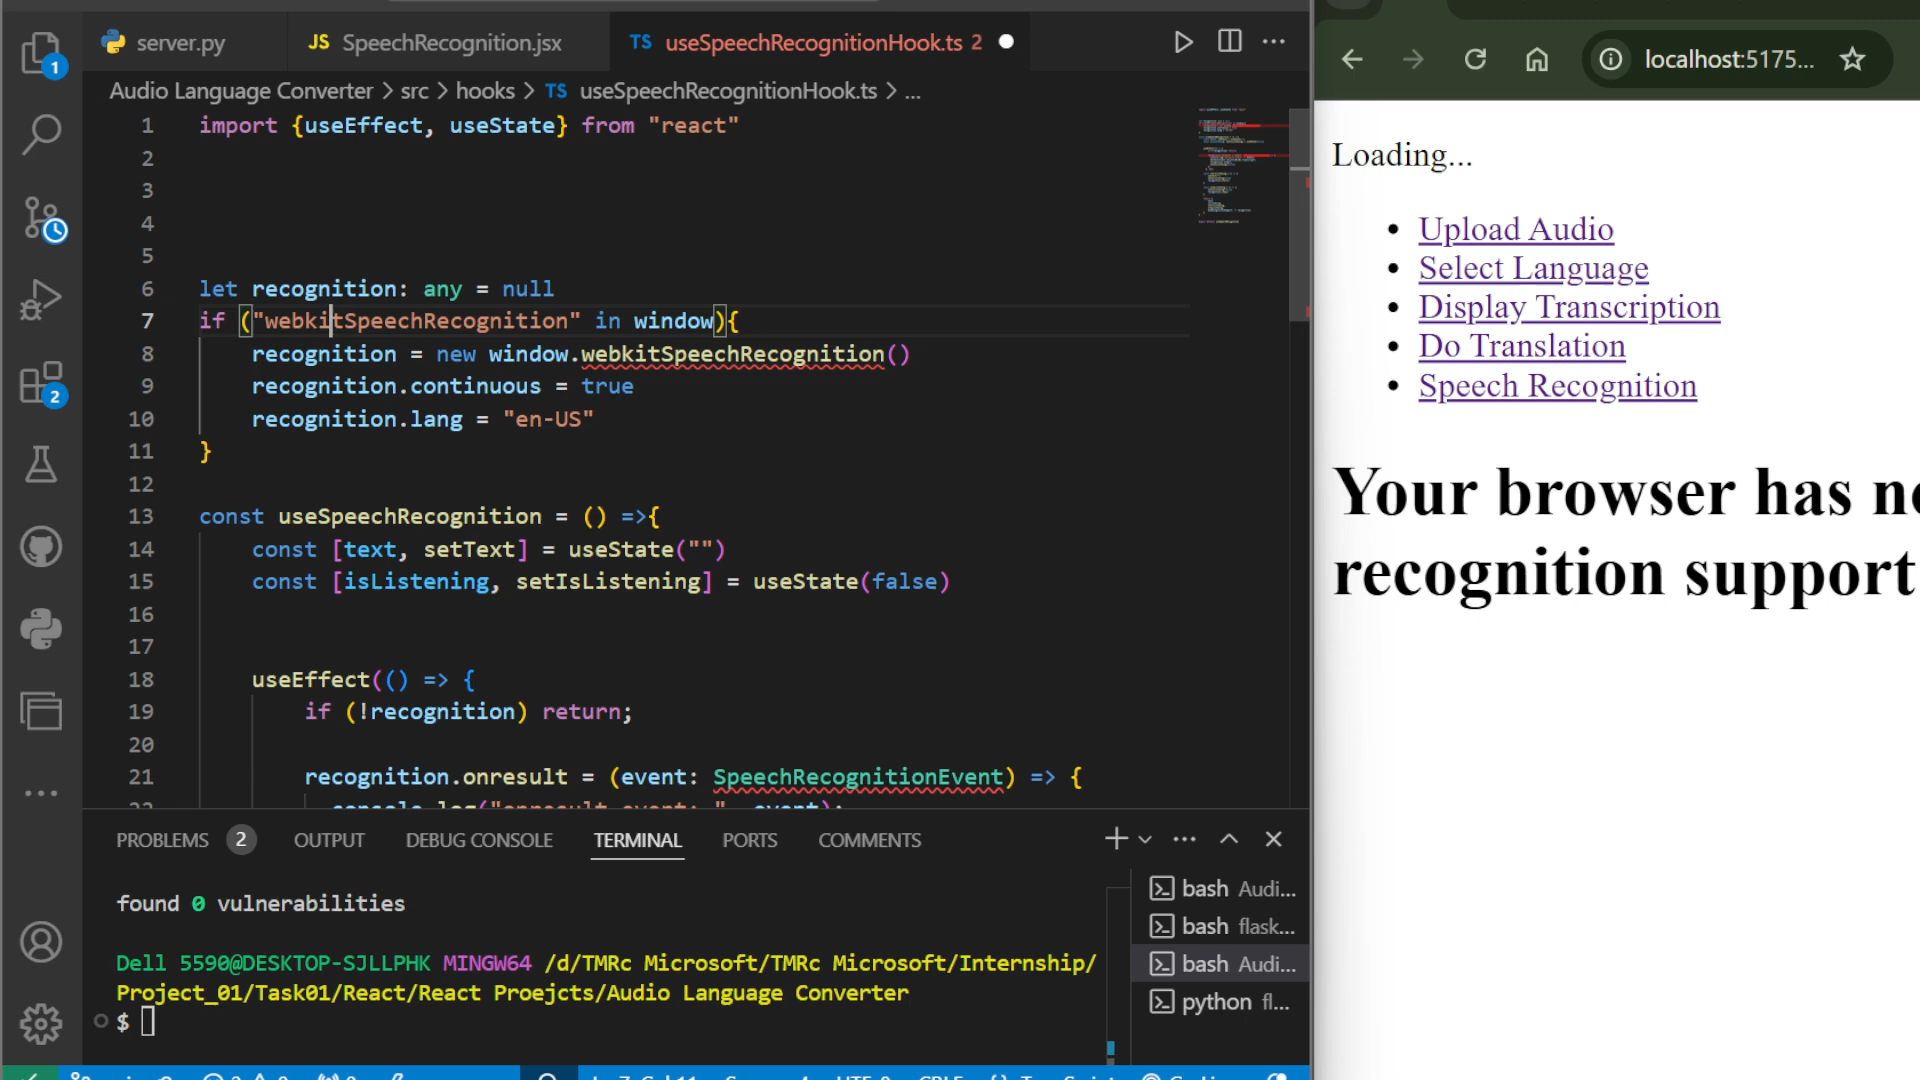 server.py
JS SpeechRecognition.jsx
TS useSpeechRecognitionHook.ts 2
Audio Language Converter > src > hooks > TS useSpeechRecognitionHook.ts > ...
1 import {useEffect, useState} from "react"
2
3
4
5
6 let recognition: any = null
7 if ("webkitSpeechRecognition" in window){
8 recognition = new window.webkitSpeechRecognition()
9 recognition.continuous = true
10 recognition.lang = "en-US"
11 }
12
13 const useSpeechRecognition = () =>{
14 const [text, setText] = useState("")
15 const [isListening, setIsListening] = useState(false)
16
17
18 useEffect(() => {
19 if (!recognition) return;
20
21 recognition.onresult = (event: SpeechRecognitionEvent) => {
1
2
PROBLEMS 2 OUTPUT DEBUG CONSOLE TERMINAL PORTS COMMENTS
found 0 vulnerabilities
Dell 5590@DESKTOP-SJLLPHK MINGW64 /d/TMRc Microsoft/TMRc Microsoft/Internship/
Project_01/Task01/React/React Proejcts/Audio Language Converter
$
bash Audi...
bash flask...
bash Audi...
python fl...
localhost:5175...
Loading...
• Upload Audio
• Select Language
• Display Transcription
• Do Translation
• Speech Recognition
Your browser has
recognition support